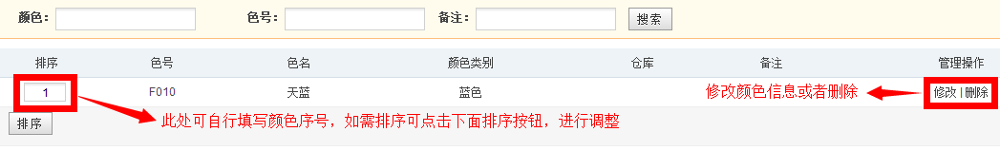 颜色： 色号： 备注： 搜索
排序 色号 色名 颜色类别 仓库 备注 管理操作
1 F010 天蓝 蓝色 修改颜色信息或者删除 修改 | 删除
排序 此处可自行填写颜色序号，如需排序可点击下面排序按钮，进行调整